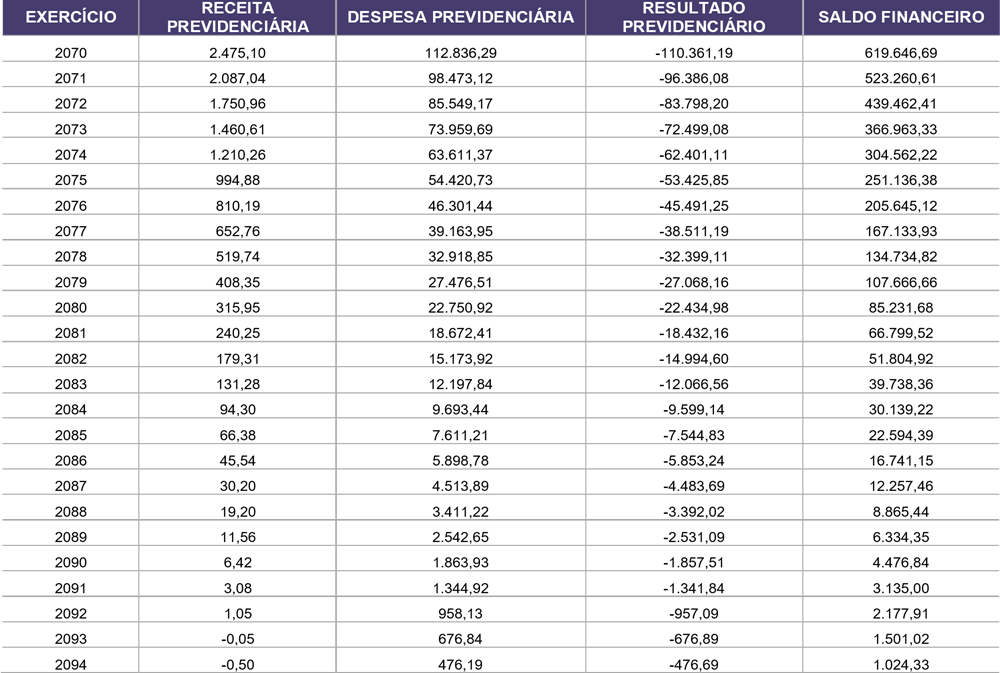 EXERCÍCIO RECEITA PREVIDENCIÁRIA DESPESA PREVIDENCIÁRIA RESULTADO PREVIDENCIÁRIO SALDO FINANCEIRO
2070 2.475,10 112.836,29 -110.361,19 619.646,69
2071 2.087,04 98.473,12 -96.386,08 523.260,61
2072 1.750,96 85.549,17 -83.798,20 439.462,41
2073 1.460,61 73.959,69 -72.499,08 366.963,33
2074 1.210,26 63.611,37 -62.401,11 304.562,22
2075 994,88 54.420,73 -53.425,85 251.136,38
2076 810,19 46.301,44 -45.491,25 205.645,12
2077 652,76 39.163,95 -38.511,19 167.133,93
2078 519,74 32.918,85 -32.399,11 134.734,82
2079 408,35 27.476,51 -27.068,16 107.666,66
2080 315,95 22.750,92 -22.434,98 85.231,68
2081 240,25 18.672,41 -18.432,16 66.799,52
2082 179,31 15.173,92 -14.994,60 51.804,92
2083 131,28 12.197,84 -12.066,56 39.738,36
2084 94,30 9.693,44 -9.599,14 30.139,22
2085 66,38 7.611,21 -7.544,83 22.594,39
2086 45,54 5.898,78 -5.853,24 16.741,15
2087 30,20 4.513,89 -4.483,69 12.257,46
2088 19,20 3.411,22 -3.392,02 8.865,44
2089 11,56 2.542,65 -2.531,09 6.334,35
2090 6,42 1.863,93 -1.857,51 4.476,84
2091 3,08 1.344,92 -1.341,84 3.135,00
2092 1,05 958,13 -957,09 2.177,91
2093 -0,05 676,84 -676,89 1.501,02
2094 -0,50 476,19 -476,69 1.024,33